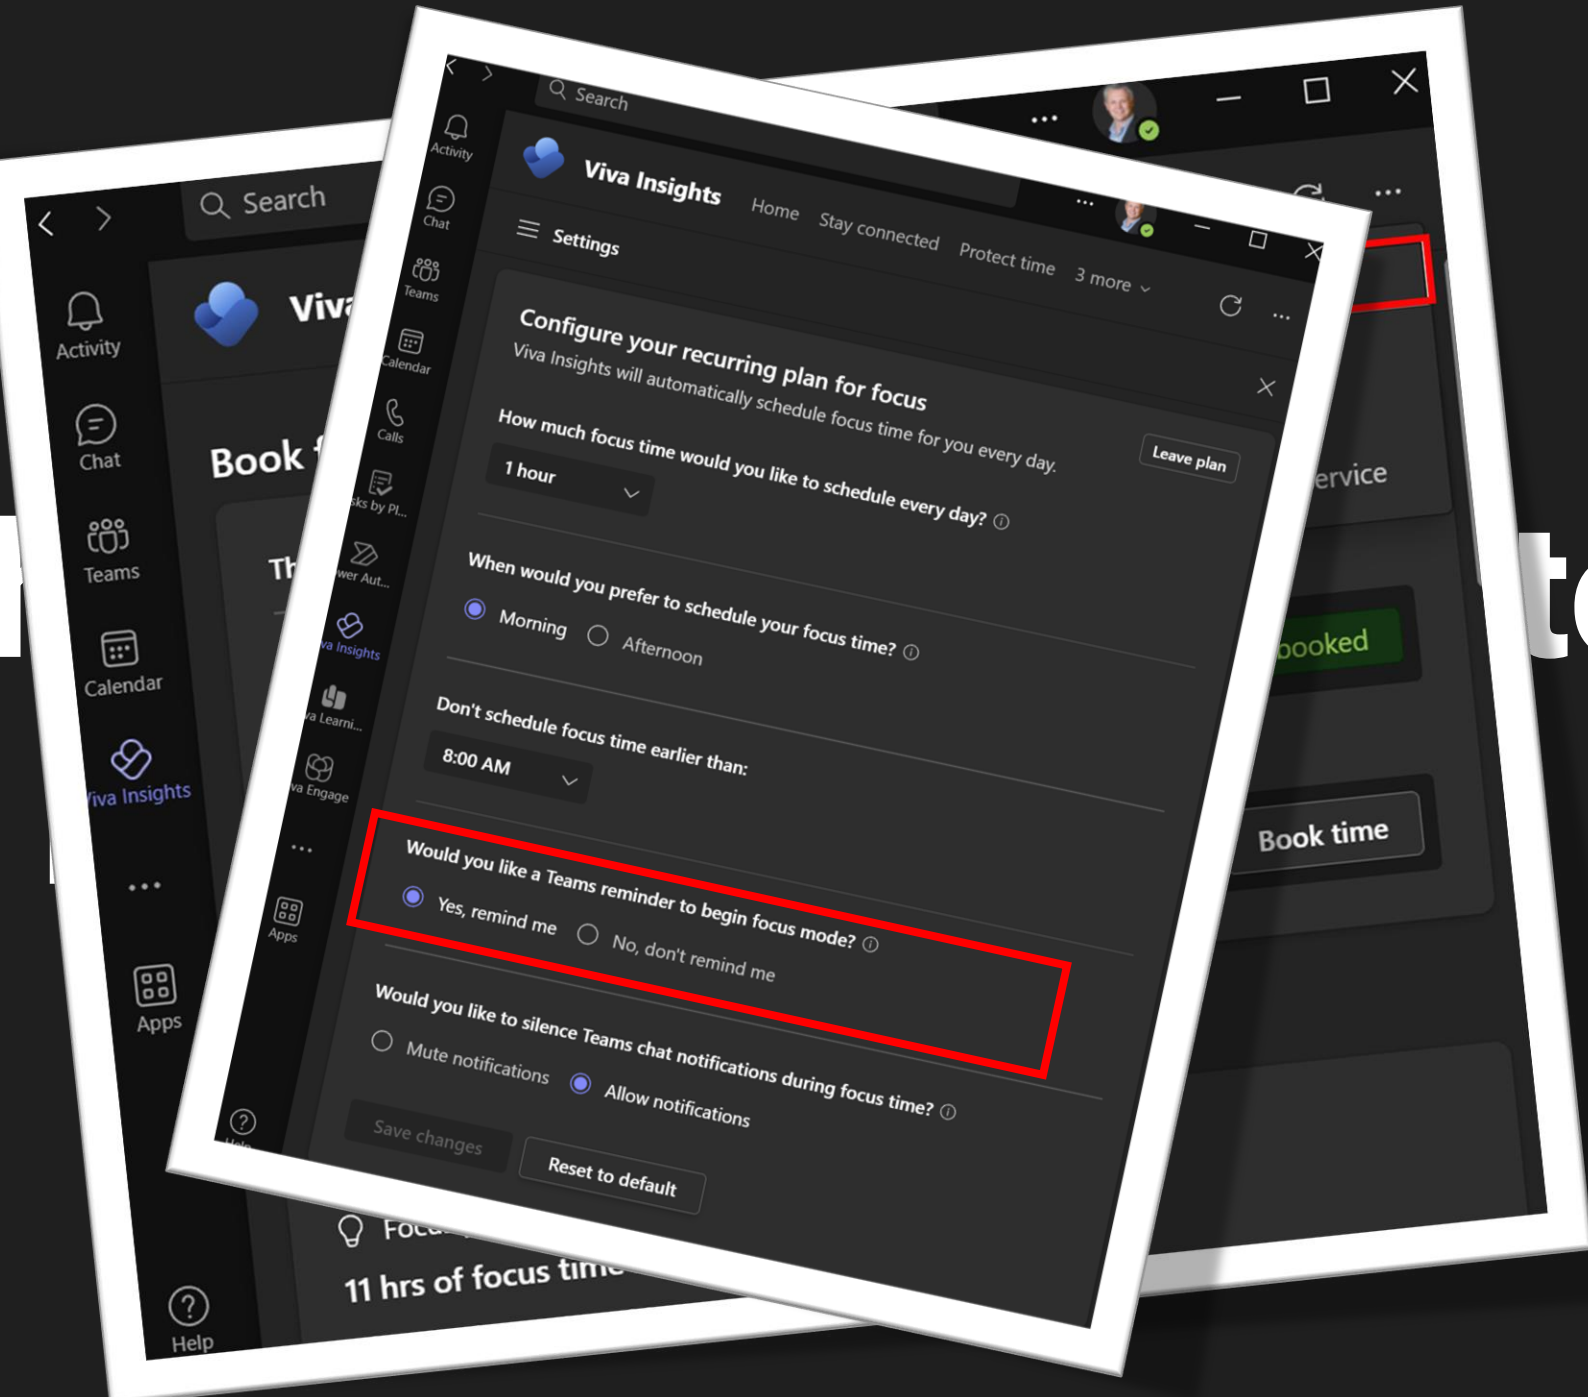 Search
Activity
Chat
Teams
Calendar
Viva Insights
Apps
Help
Book
11 hrs of focus time
booked
Book time
Search
Activity
Chat
Teams
Calendar
Calls
Apps
Viva Insights
Home
Stay connected
Protect time
3 more
Settings
Configure your recurring plan for focus
Viva Insights will automatically schedule focus time for you every day.
Leave plan
How much focus time would you like to schedule every day?
1 hour
When would you prefer to schedule your focus time?
Morning
Afternoon
Don't schedule focus time earlier than:
8:00 AM
Would you like a Teams reminder to begin focus mode?
Yes, remind me
No, don't remind me
Would you like to silence Teams chat notifications during focus time?
Mute notifications
Allow notifications
Save changes
Reset to default